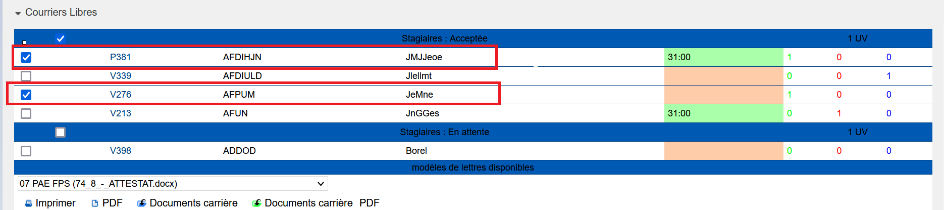 Courriers Libres
Stagiaires : Acceptée 1 UV
P381 AFDIHJN JMJJeoe 31:00 1 0 0
V339 AFDIULD Jlellmt 0 0 1
V276 AFPUM JeMne 1 0 0
V213 AFUN JnGGes 31:00 0 1 0
Stagiaires : En attente 1 UV
V398 ADDOD Borel 0 0 0
modèles de lettres disponibles
07 PAE FPS (74_8 - ATTESTAT.docx)
Imprimer PDF Documents carrière Documents carrière PDF